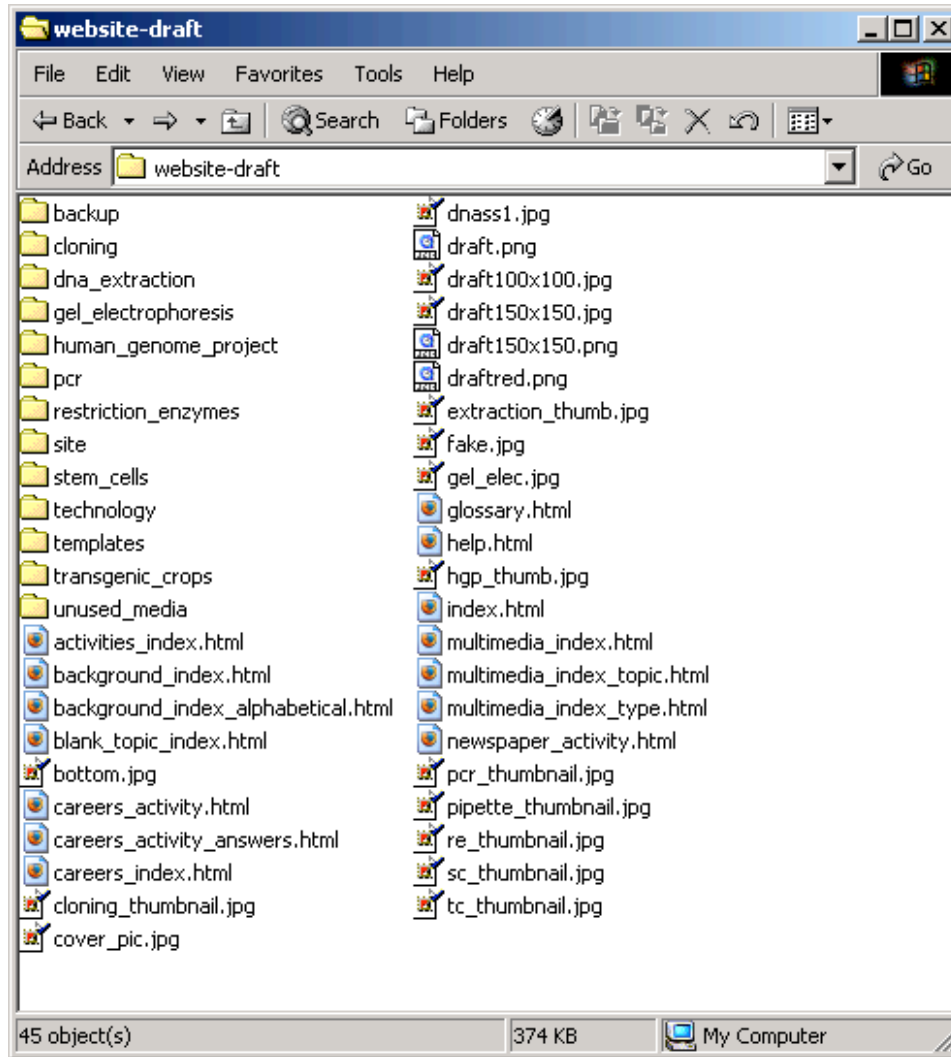 website-draft
File Edit View Favorites Tools Help
Back Search Folders
Address website-draft Go
backup
cloning
dna_extraction
gel_electrophoresis
human_genome_project
pcr
restriction_enzymes
site
stem_cells
technology
templates
transgenic_crops
unused_media
activities_index.html
background_index.html
background_index_alphabetical.html
blank_topic_index.html
bottom.jpg
careers_activity.html
careers_activity_answers.html
careers_index.html
cloning_thumbnail.jpg
cover_pic.jpg
dnass1.jpg
draft.png
draft100x100.jpg
draft150x150.jpg
draft150x150.png
draftred.png
extraction_thumb.jpg
fake.jpg
gel_elec.jpg
glossary.html
help.html
hgp_thumb.jpg
index.html
multimedia_index.html
multimedia_index_topic.html
multimedia_index_type.html
newspaper_activity.html
pcr_thumbnail.jpg
pipette_thumbnail.jpg
re_thumbnail.jpg
sc_thumbnail.jpg
tc_thumbnail.jpg
45 object(s) 374 KB My Computer